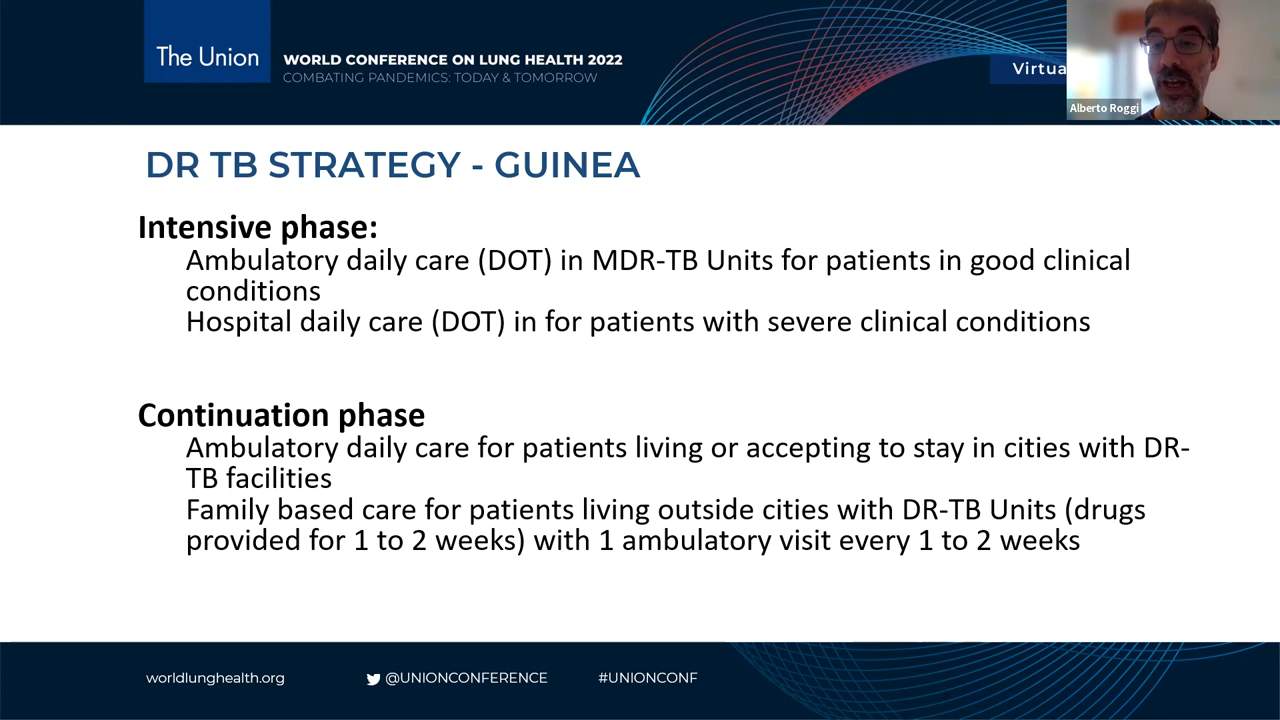 The Union
WORLD CONFERENCE ON LUNG HEALTH 2022
COMBATING PANDEMICS: TODAY & TOMORROW
Virtua
Alberto Roggi
DR TB STRATEGY - GUINEA
Intensive phase:
Ambulatory daily care (DOT) in MDR-TB Units for patients in good clinical
conditions
Hospital daily care (DOT) in for patients with severe clinical conditions
Continuation phase
Ambulatory daily care for patients living or accepting to stay in cities with DR-
TB facilities
Family based care for patients living outside cities with DR-TB Units (drugs
provided for 1 to 2 weeks) with 1 ambulatory visit every 1 to 2 weeks
worldlunghealth.org
@UNIONCONFERENCE
#UNIONCONF